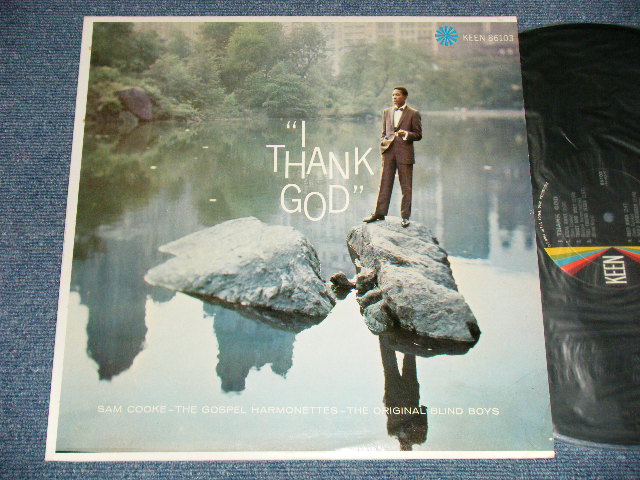 KEEN 86103
"I
THANK
GOD"
SAM COOKE - THE GOSPEL HARMONETTES - THE ORIGINAL BLIND BOYS
KEEN